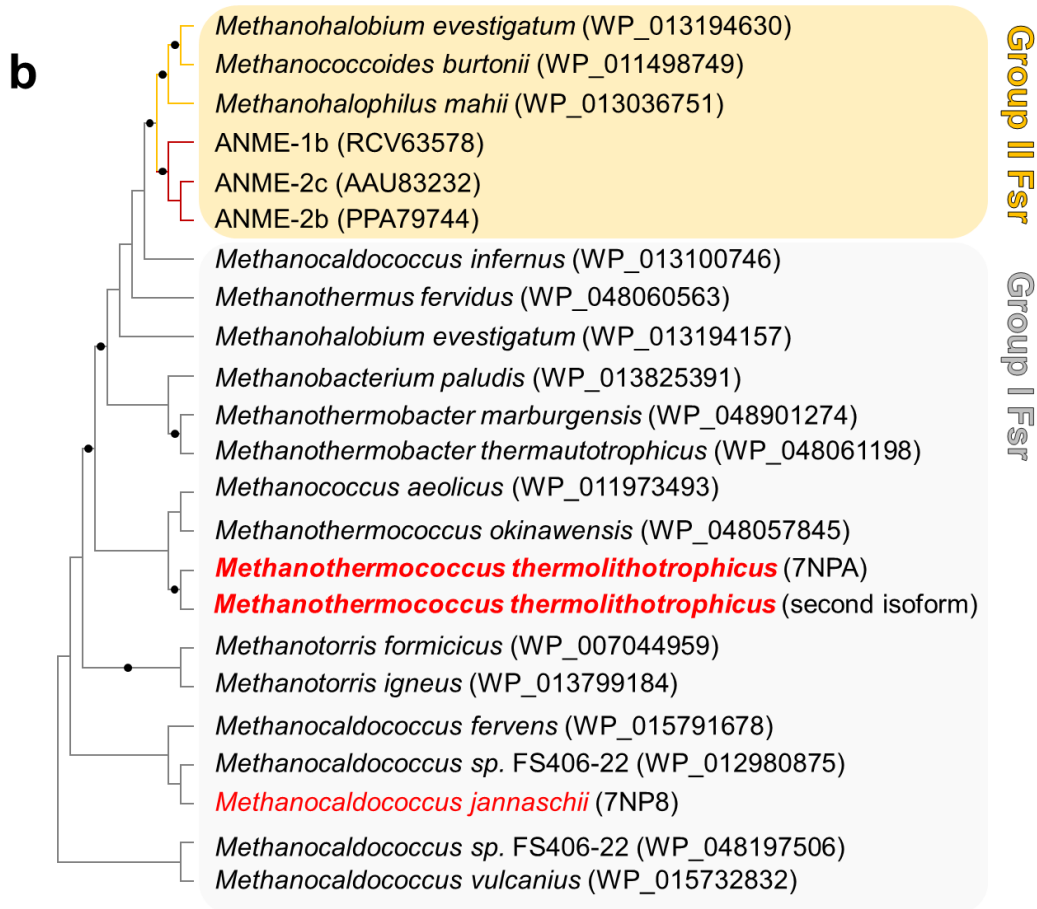 b
Methanohalobium evestigatum (WP_013194630)
Methanococcoides burtonii (WP_011498749)
Methanohalophilus mahii (WP_013036751)
ANME-1b (RCV63578)
ANME-2c (AAU83232)
ANME-2b (PPA79744)
Group II Fsr
Methanocaldococcus infernus (WP_013100746)
Methanothermus fervidus (WP_048060563)
Methanohalobium evestigatum (WP_013194157)
Methanobacterium paludis (WP_013825391)
Methanothermobacter marburgensis (WP_048901274)
Methanothermobacter thermautotrophicus (WP_048061198)
Methanococcus aeolicus (WP_011973493)
Methanothermococcus okinawensis (WP_048057845)
Methanothermococcus thermolithotrophicus (7NPA)
Methanothermococcus thermolithotrophicus (second isoform)
Methanotorris formicicus (WP_007044959)
Methanotorris igneus (WP_013799184)
Methanocaldococcus fervens (WP_015791678)
Methanocaldococcus sp. FS406-22 (WP_012980875)
Methanocaldococcus jannaschii (7NP8)
Methanocaldococcus sp. FS406-22 (WP_048197506)
Methanocaldococcus vulcanius (WP_015732832)
Group I Fsr